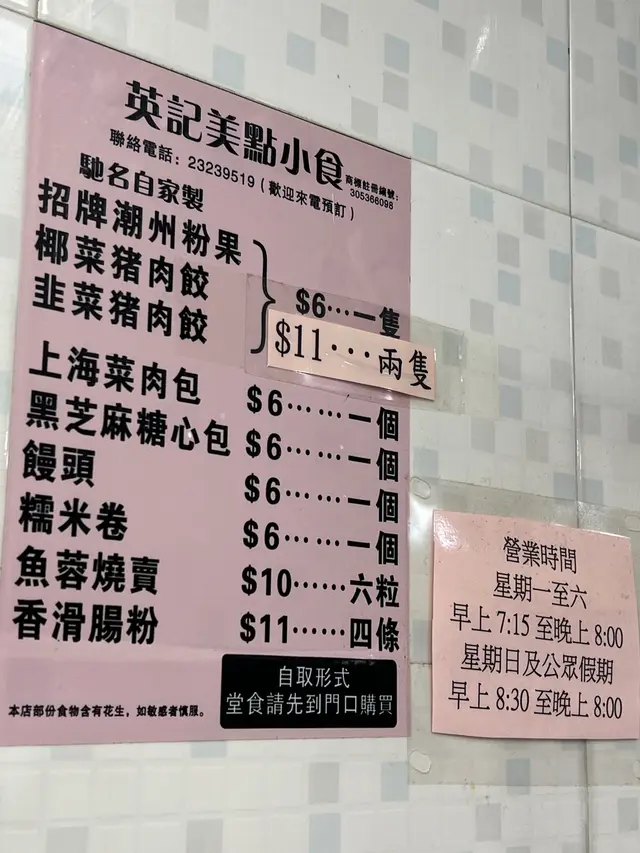 英記美點小食
商標註冊編號：
305366098
聯絡電話：23239519（歡迎來電預訂）
馳名自家製
招牌潮州粉果
椰菜猪肉餃
韭菜猪肉餃
$6…一隻
$11···兩隻
上海菜肉包 $6……一個
黑芝麻糖心包 $6……一個
饅頭 $6……一個
糯米卷 $6……一個
魚蓉燒賣 $10……六粒
香滑腸粉 $11……四條
自取形式
堂食請先到門口購買
本店部份食物含有花生，如敏感者慎服。
營業時間
星期一至六
早上 7:15 至晚上 8:00
星期日及公眾假期
早上 8:30 至晚上 8:00